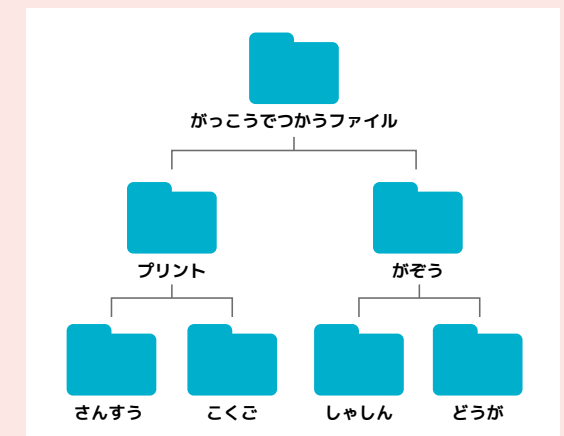 がっこうでつかうファイル
プリント
がぞう
さんすう
こくご
しゃしん
どうが